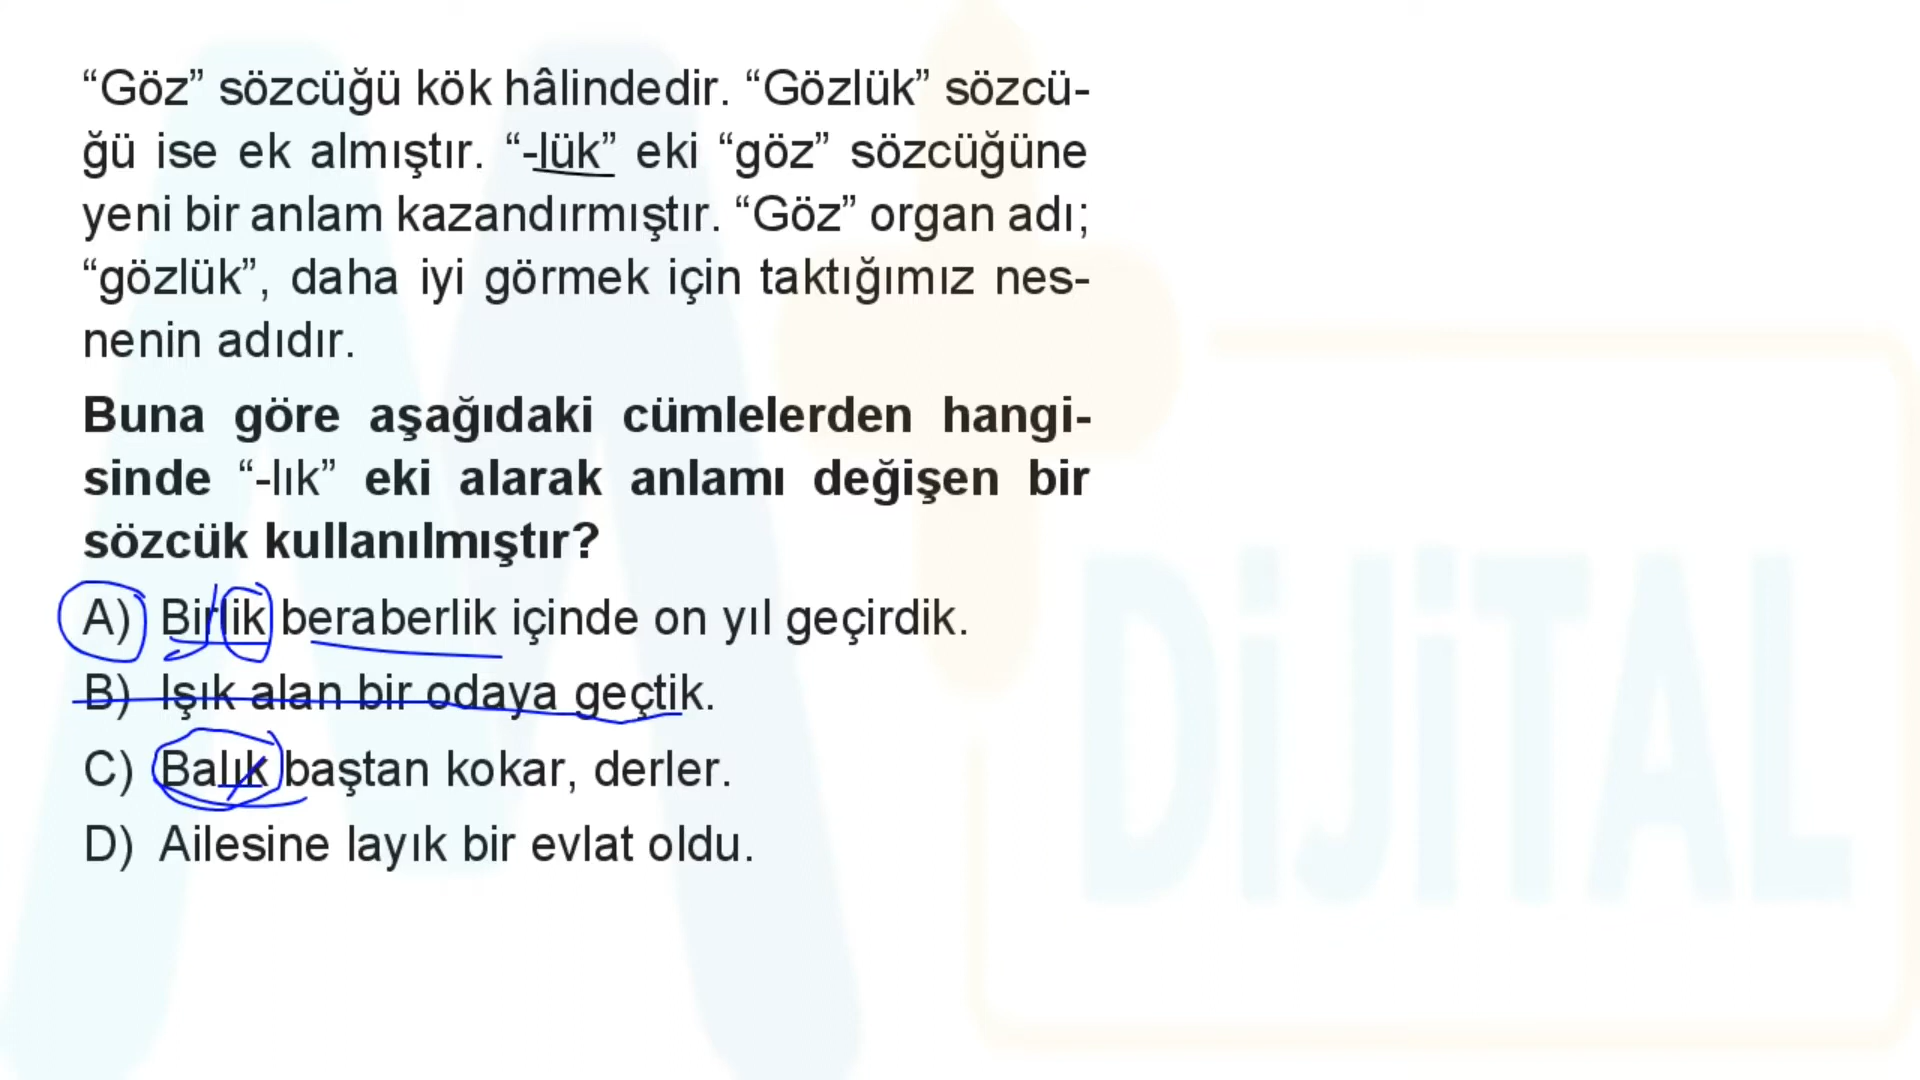 “Göz” sözcüğü kök hâlindedir. “Gözlük” sözcü-
ğü ise ek almıştır. “-lük” eki “göz” sözcüğüne
yeni bir anlam kazandırmıştır. “Göz” organ adı;
“gözlük”, daha iyi görmek için taktığımız nes-
nenin adıdır.
Buna göre aşağıdaki cümlelerden hangi-
sinde “-lık” eki alarak anlamı değişen bir
sözcük kullanılmıştır?
A) Birlik beraberlik içinde on yıl geçirdik.
B) Işık alan bir odaya geçtik.
C) Balık baştan kokar, derler.
D) Ailesine layık bir evlat oldu.
DİJİTAL